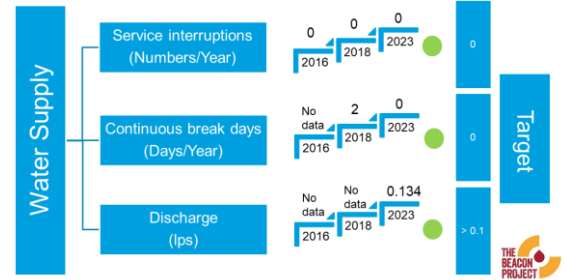 Water Supply
Service interruptions
(Numbers/Year)
0
0
0
2016
2018
2023
0
Continuous break days
(Days/Year)
No
data
2
0
2016
2018
2023
0
Discharge
(lps)
No
data
No
data
0.134
2016
2018
2023
> 0.1
Target
THE
BEACON
PROJECT